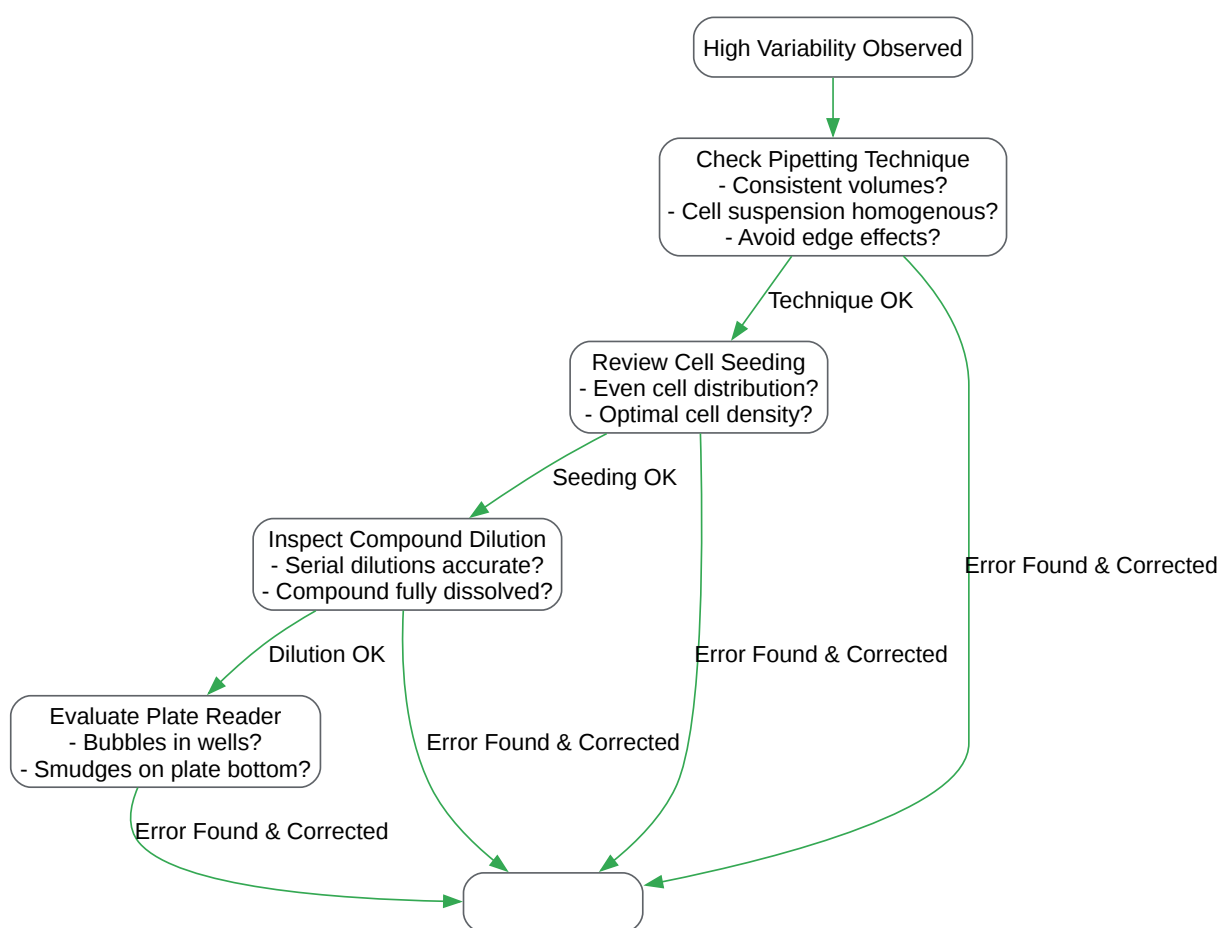 High Variability Observed
Check Pipetting Technique
- Consistent volumes?
- Cell suspension homogenous?
- Avoid edge effects?
Technique OK
Review Cell Seeding
- Even cell distribution?
- Optimal cell density?
Seeding OK
Inspect Compound Dilution
- Serial dilutions accurate?
- Compound fully dissolved?
Error Found & Corrected
Dilution OK
Error Found & Corrected
Evaluate Plate Reader
- Bubbles in wells?
- Smudges on plate bottom?
Error Found & Corrected
Error Found & Corrected